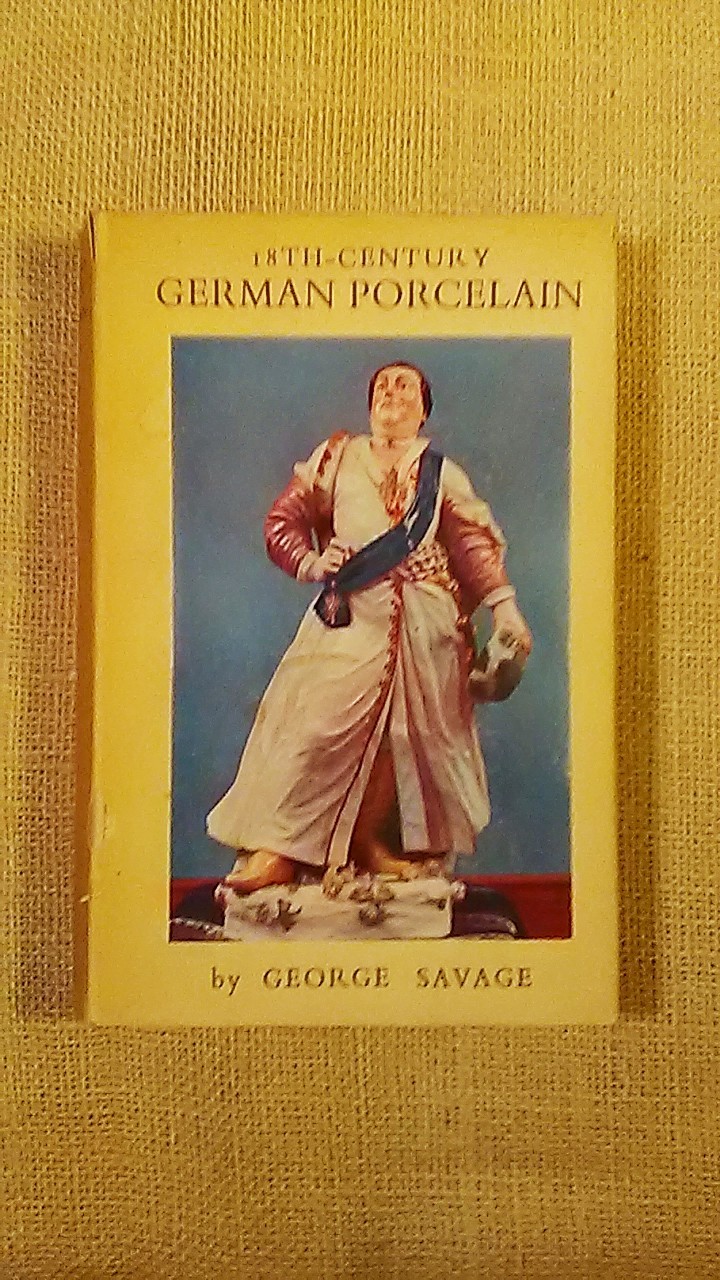 18TH-CENTURY
GERMAN PORCELAIN
by GEORGE SAVAGE